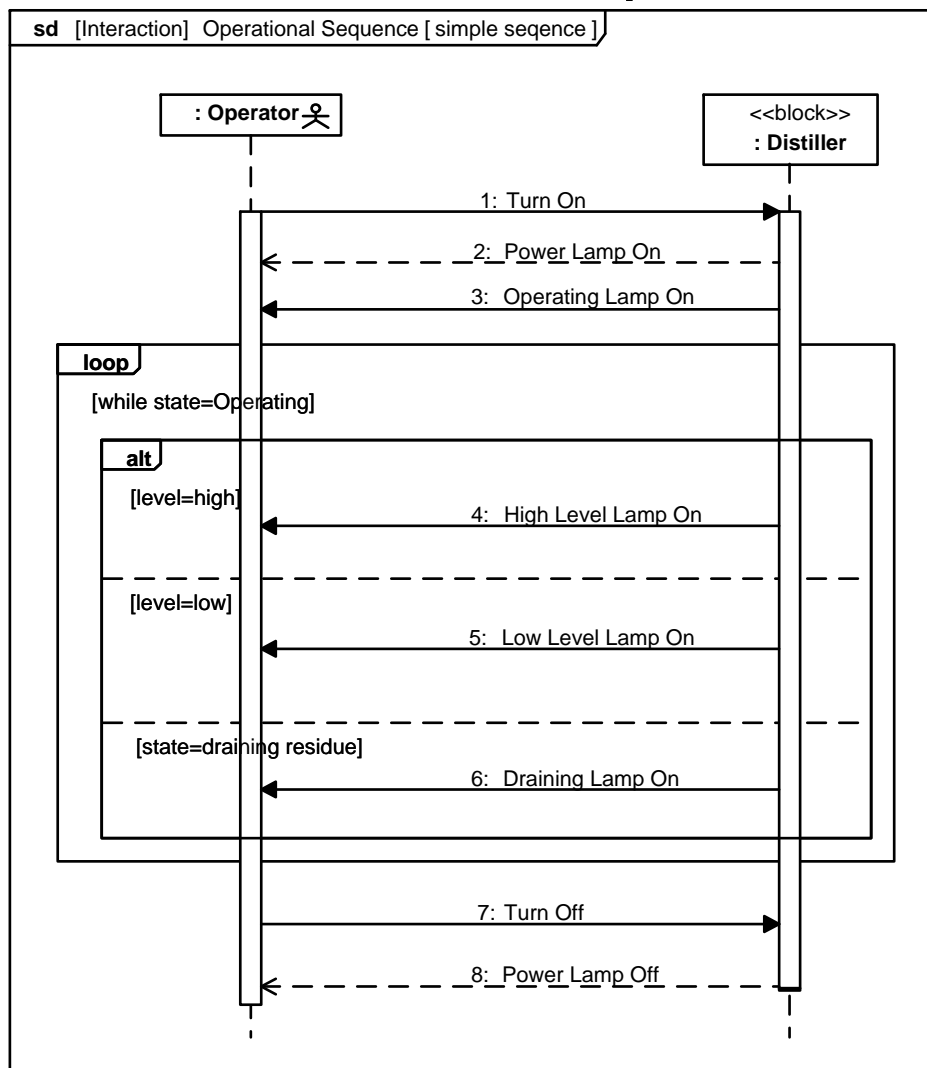 sd [Interaction] Operational Sequence [ simple seqence ]
: Operator
<<block>>
: Distiller
1: Turn On
2: Power Lamp On
3: Operating Lamp On
loop
[while state=Operating]
alt
[level=high]
4: High Level Lamp On
[level=low]
5: Low Level Lamp On
[state=draining residue]
6: Draining Lamp On
7: Turn Off
8: Power Lamp Off